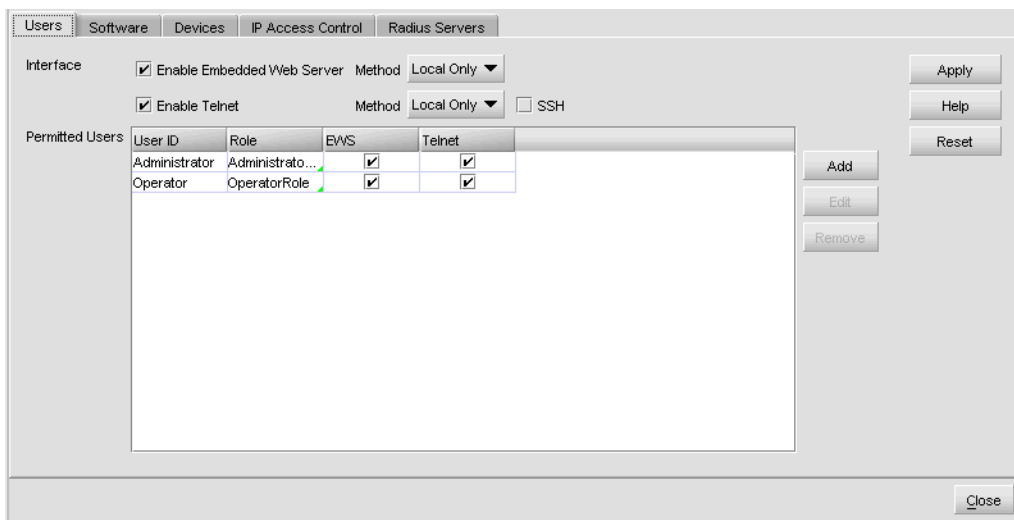 Users Software Devices IP Access Control Radius Servers
Interface Enable Embedded Web Server Method Local Only Apply
Enable Telnet Method Local Only SSH Help
Permitted Users User ID Role EWS Telnet Reset
Administrator Administrato... Add
Operator OperatorRole Edit
Remove
Close